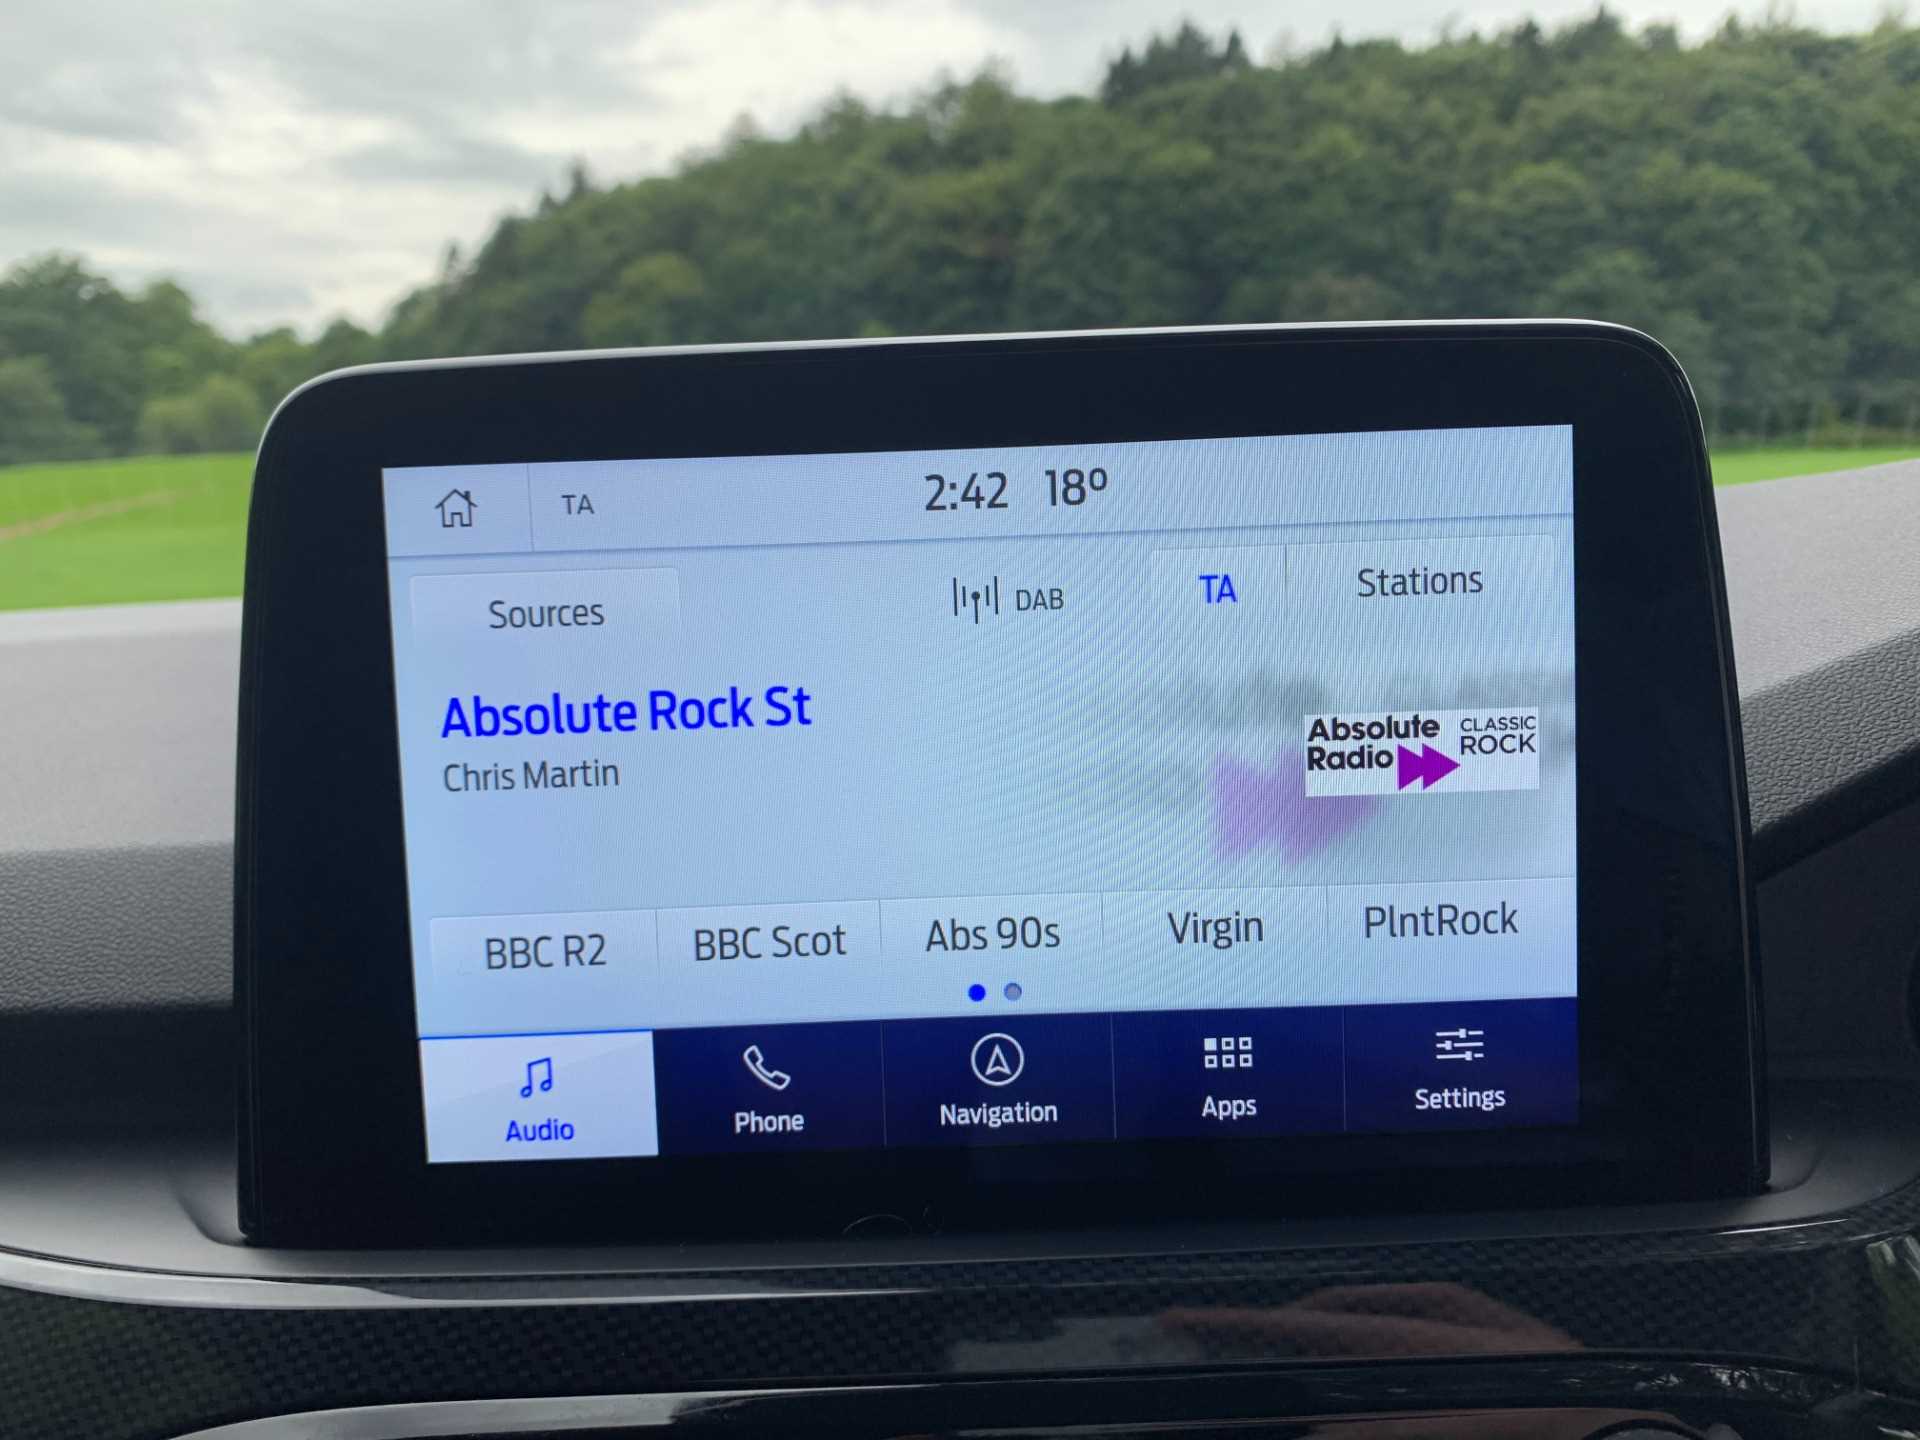 TA
2:42 18º
Sources
DAB
TA
Stations
Absolute Rock St
Chris Martin
Absolute
Radio
CLASSIC
ROCK
BBC R2
BBC Scot
Abs 90s
Virgin
PlntRock
Audio
Phone
Navigation
Apps
Settings